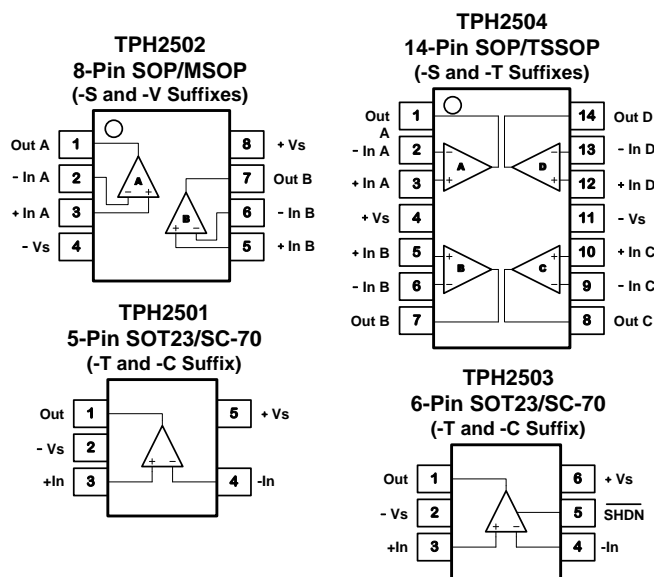 TPH2502
8-Pin SOP/MSOP
(-S and -V Suffixes)
Out A 1 8 + Vs
- In A 2 A 7 Out B
+ In A 3 B 6 - In B
- Vs 4 5 + In B
TPH2504
14-Pin SOP/TSSOP
(-S and -T Suffixes)
Out A 1 14 Out D
- In A 2 A D 13 - In D
+ In A 3 12 + In D
+ Vs 4 11 - Vs
+ In B 5 10 + In C
- In B 6 B C 9 - In C
Out B 7 8 Out C
TPH2501
5-Pin SOT23/SC-70
(-T and -C Suffix)
Out 1 5 + Vs
- Vs 2
+In 3 + - 4 -In
TPH2503
6-Pin SOT23/SC-70
(-T and -C Suffix)
Out 1 6 + Vs
- Vs 2 5 SHDN
+In 3 + - 4 -In